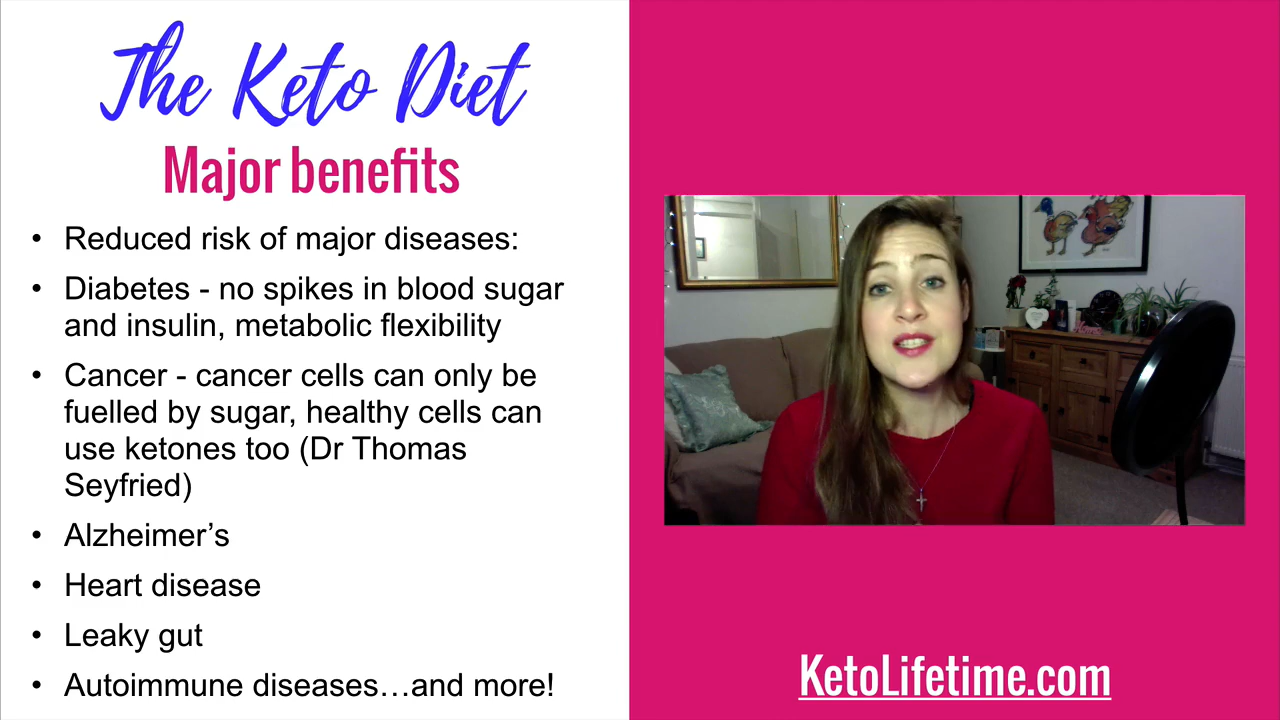 The Keto Diet
Major benefits
• Reduced risk of major diseases:
• Diabetes - no spikes in blood sugar
and insulin, metabolic flexibility
• Cancer - cancer cells can only be
fuelled by sugar, healthy cells can
use ketones too (Dr Thomas
Seyfried)
• Alzheimer’s
• Heart disease
• Leaky gut
• Autoimmune diseases…and more!
KetoLifetime.com